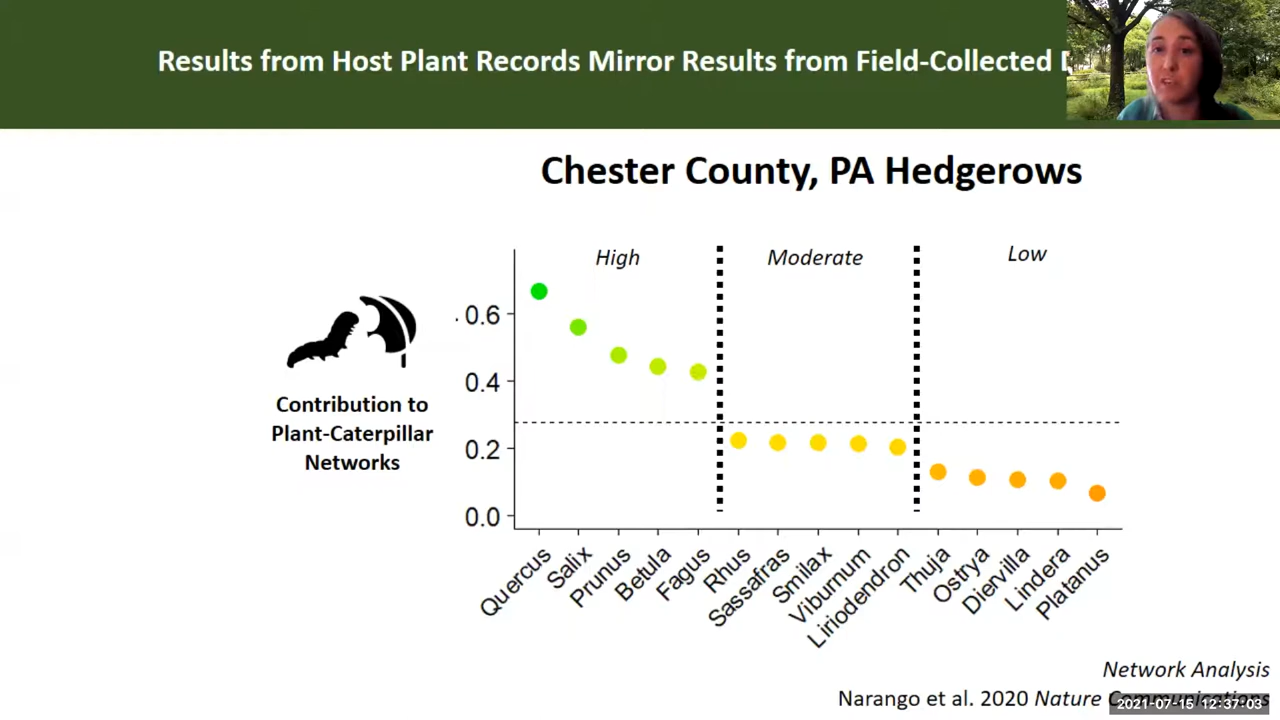 Results from Host Plant Records Mirror Results from Field-Collected
Chester County, PA Hedgerows
High
Moderate
Low
0.6
0.4
0.2
0.0
Contribution to
Plant-Caterpillar
Networks
Quercus
Salix
Prunus
Betula
Fagus
Rhus
Sassafras
Smilax
Viburnum
Liriodendron
Thuja
Ostrya
Diervilla
Lindera
Platanus
Network Analysis
Narango et al. 2020 Nature Communications
2021-07-15 12:37:03